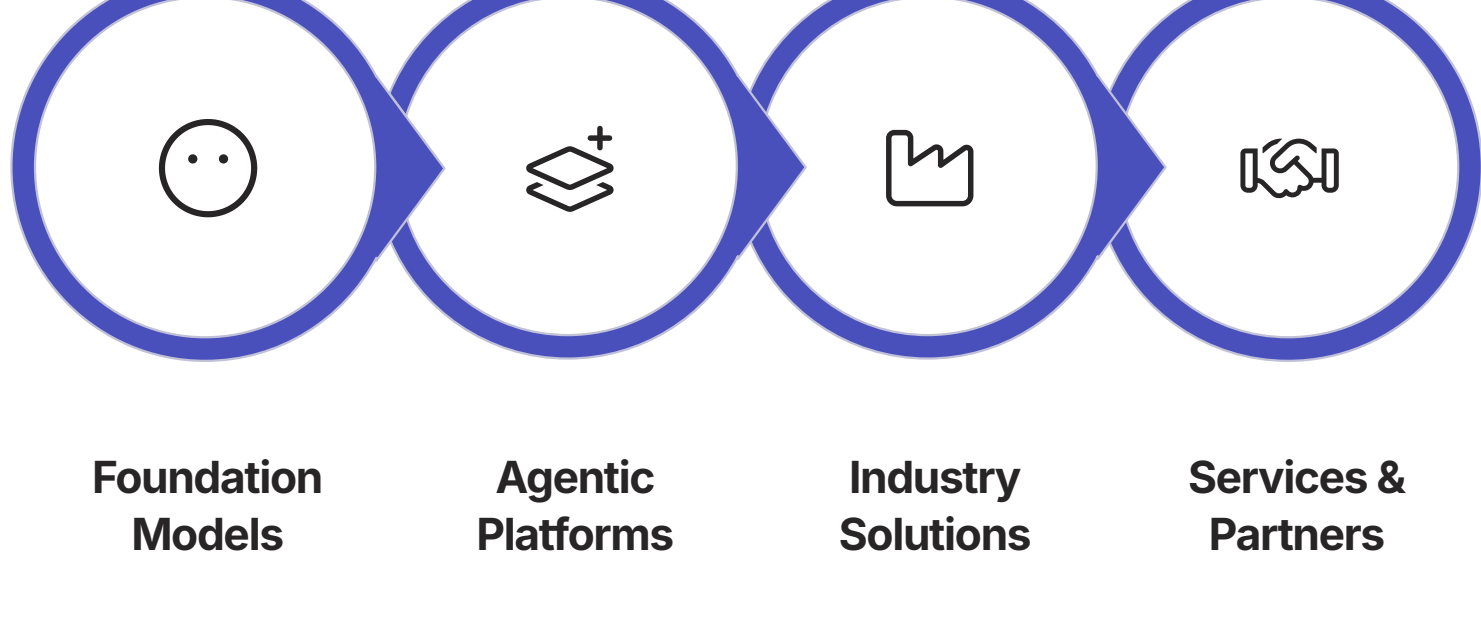 Foundation
Models
Agentic
Platforms
Industry
Solutions
Services &
Partners